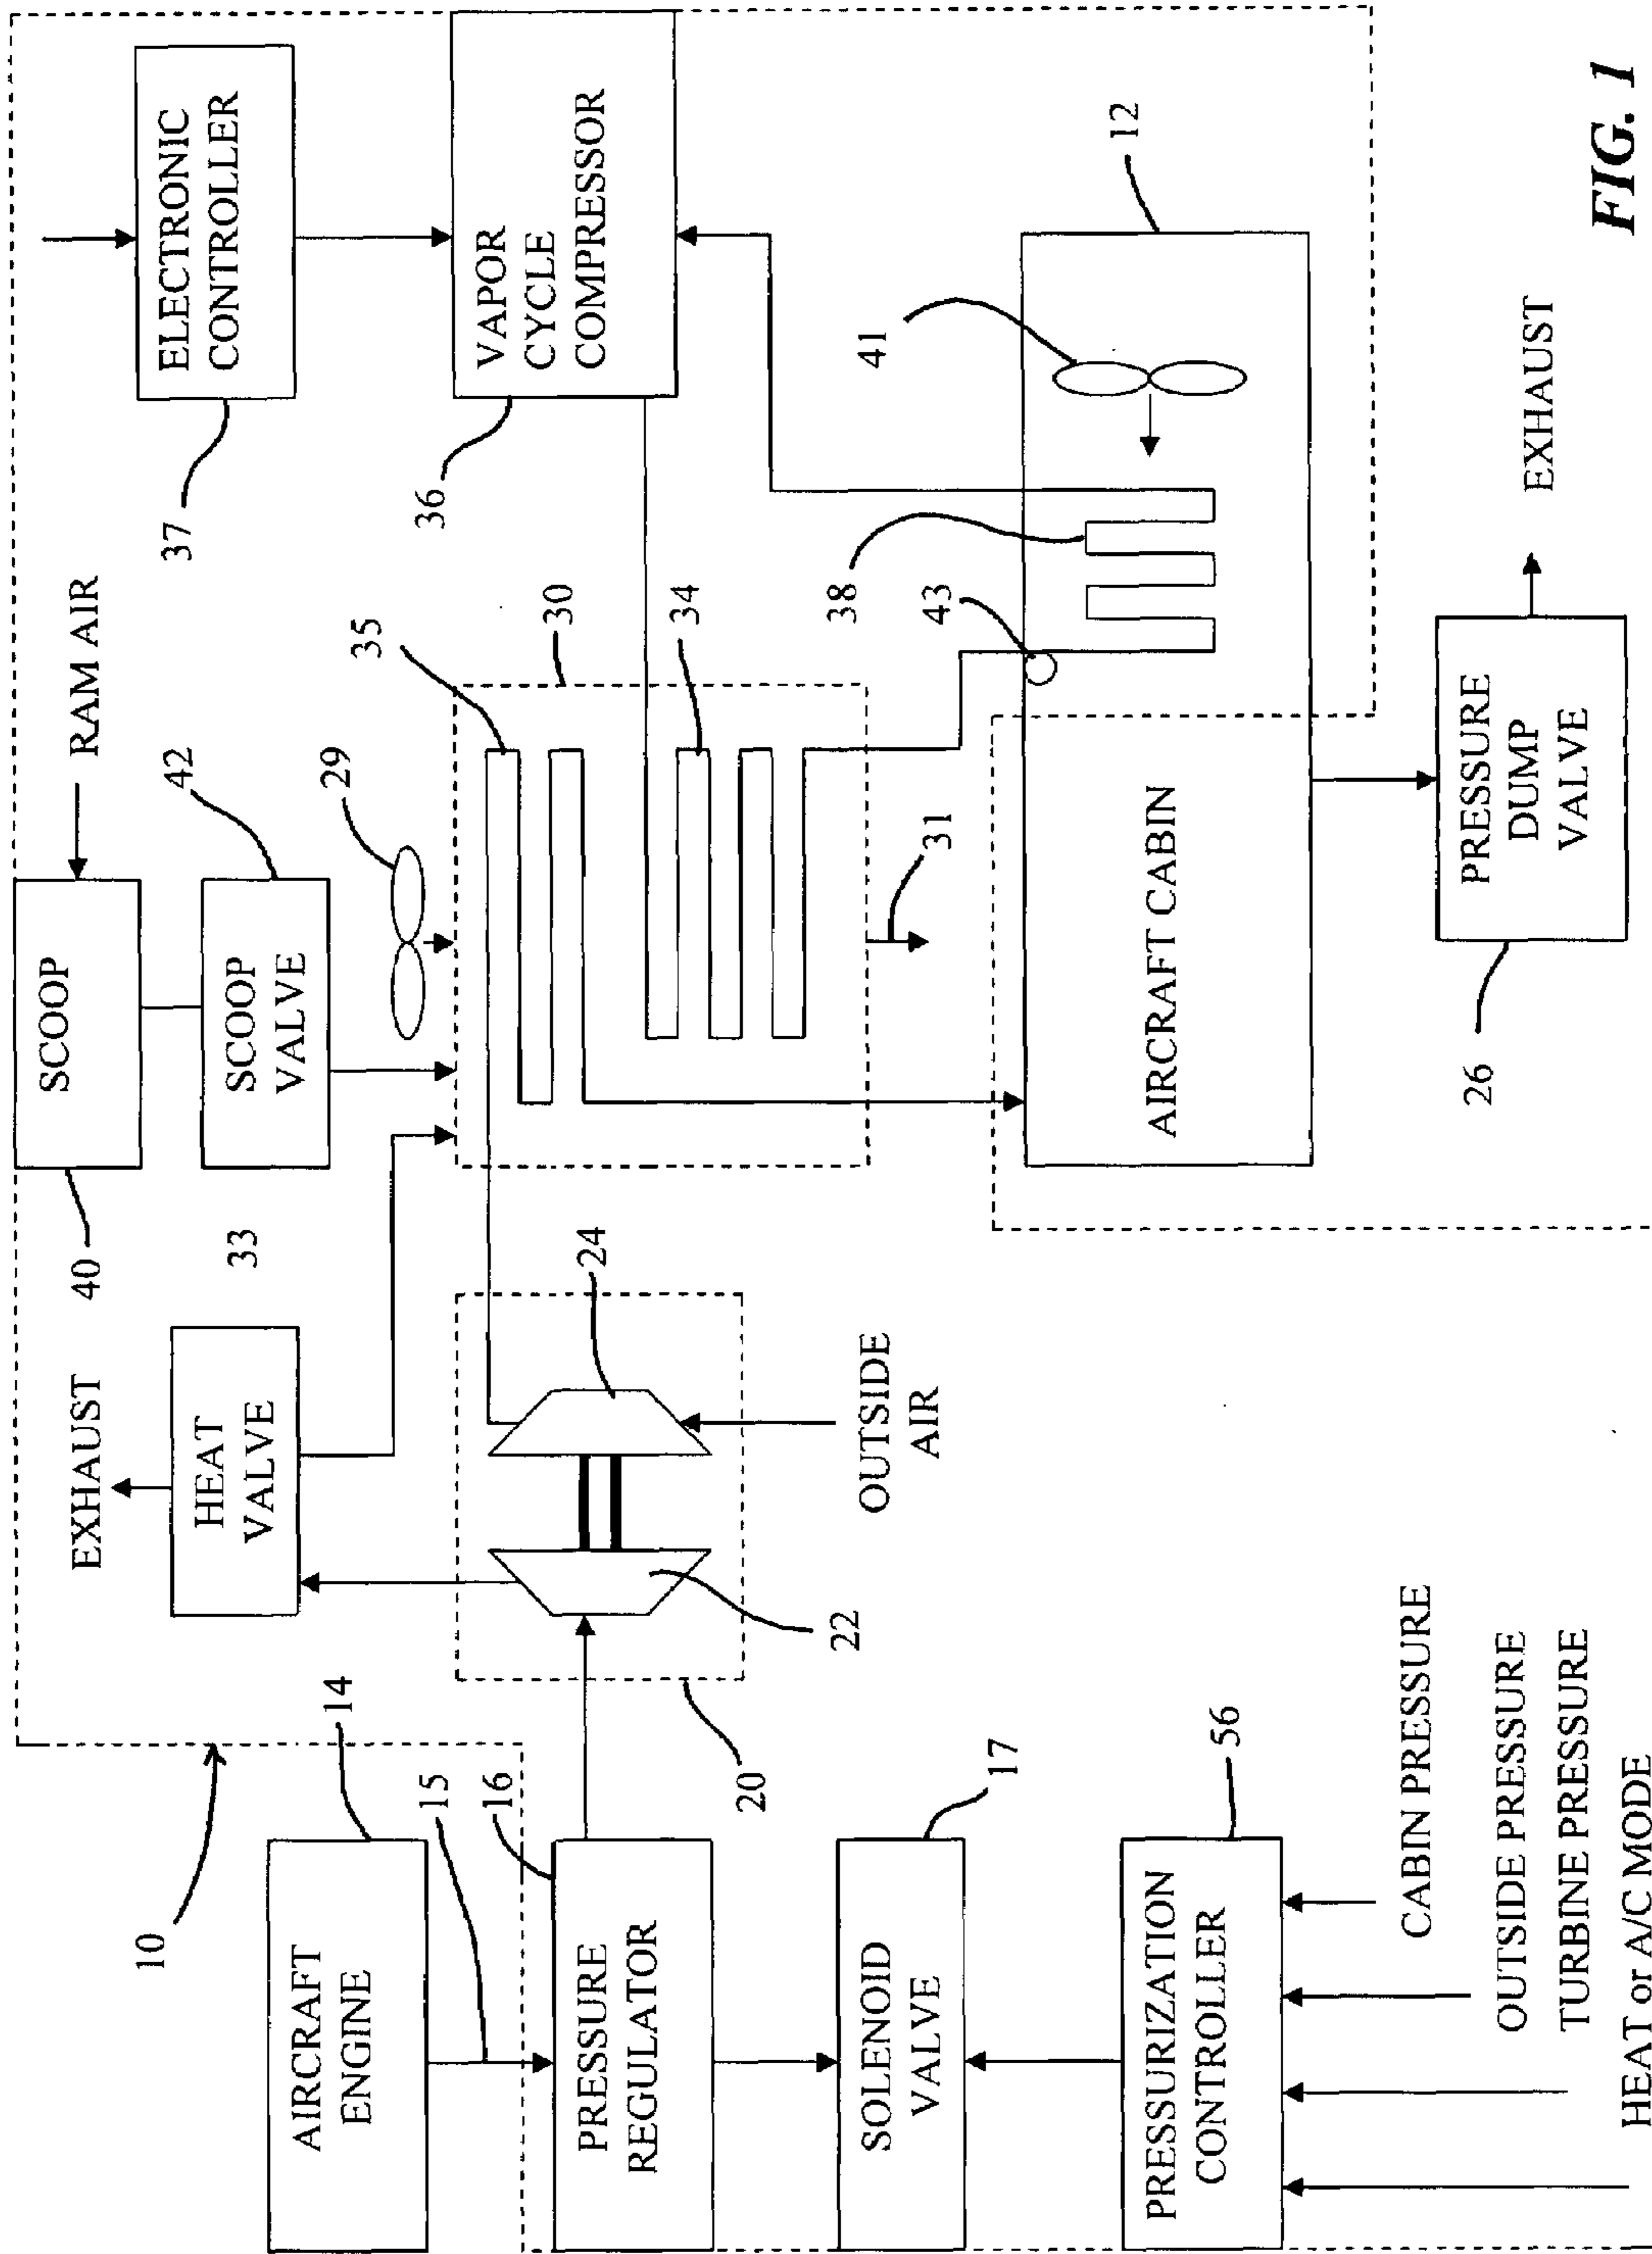 EXHAUST
HEAT
VALVE
33
40
SCOOP
SCOOP
VALVE
42
RAM AIR
29
ELECTRONIC
CONTROLLER
37
10
AIRCRAFT
ENGINE
14
15
16
PRESSURE
REGULATOR
20
22
24
OUTSIDE
AIR
35
30
34
31
VAPOR
CYCLE
COMPRESSOR
36
SOLENOID
VALVE
17
38
43
41
12
AIRCRAFT CABIN
PRESSURIZATION
CONTROLLER
56
CABIN PRESSURE
OUTSIDE PRESSURE
TURBINE PRESSURE
HEAT or A/C MODE
26
PRESSURE
DUMP
VALVE
EXHAUST
FIG. 1